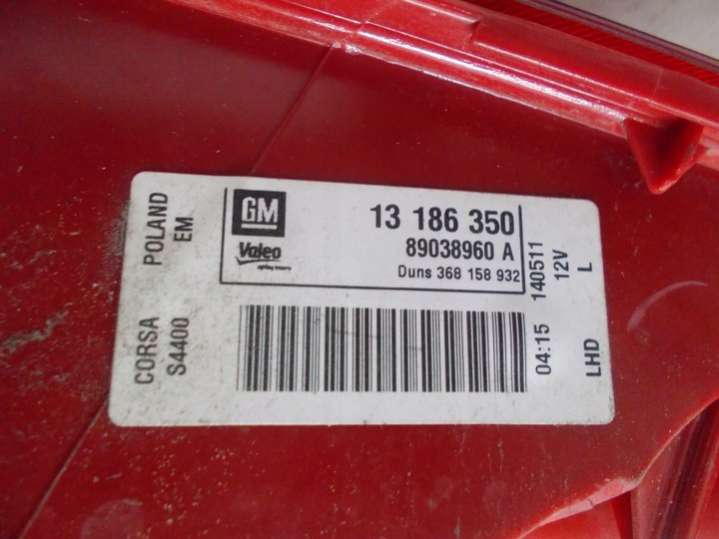 GM
Valeo
13 186 350
89038960 A
Duns 368 158 932
CORSA POLAND
S4400 EM
04:15 140511
12V
LHD L